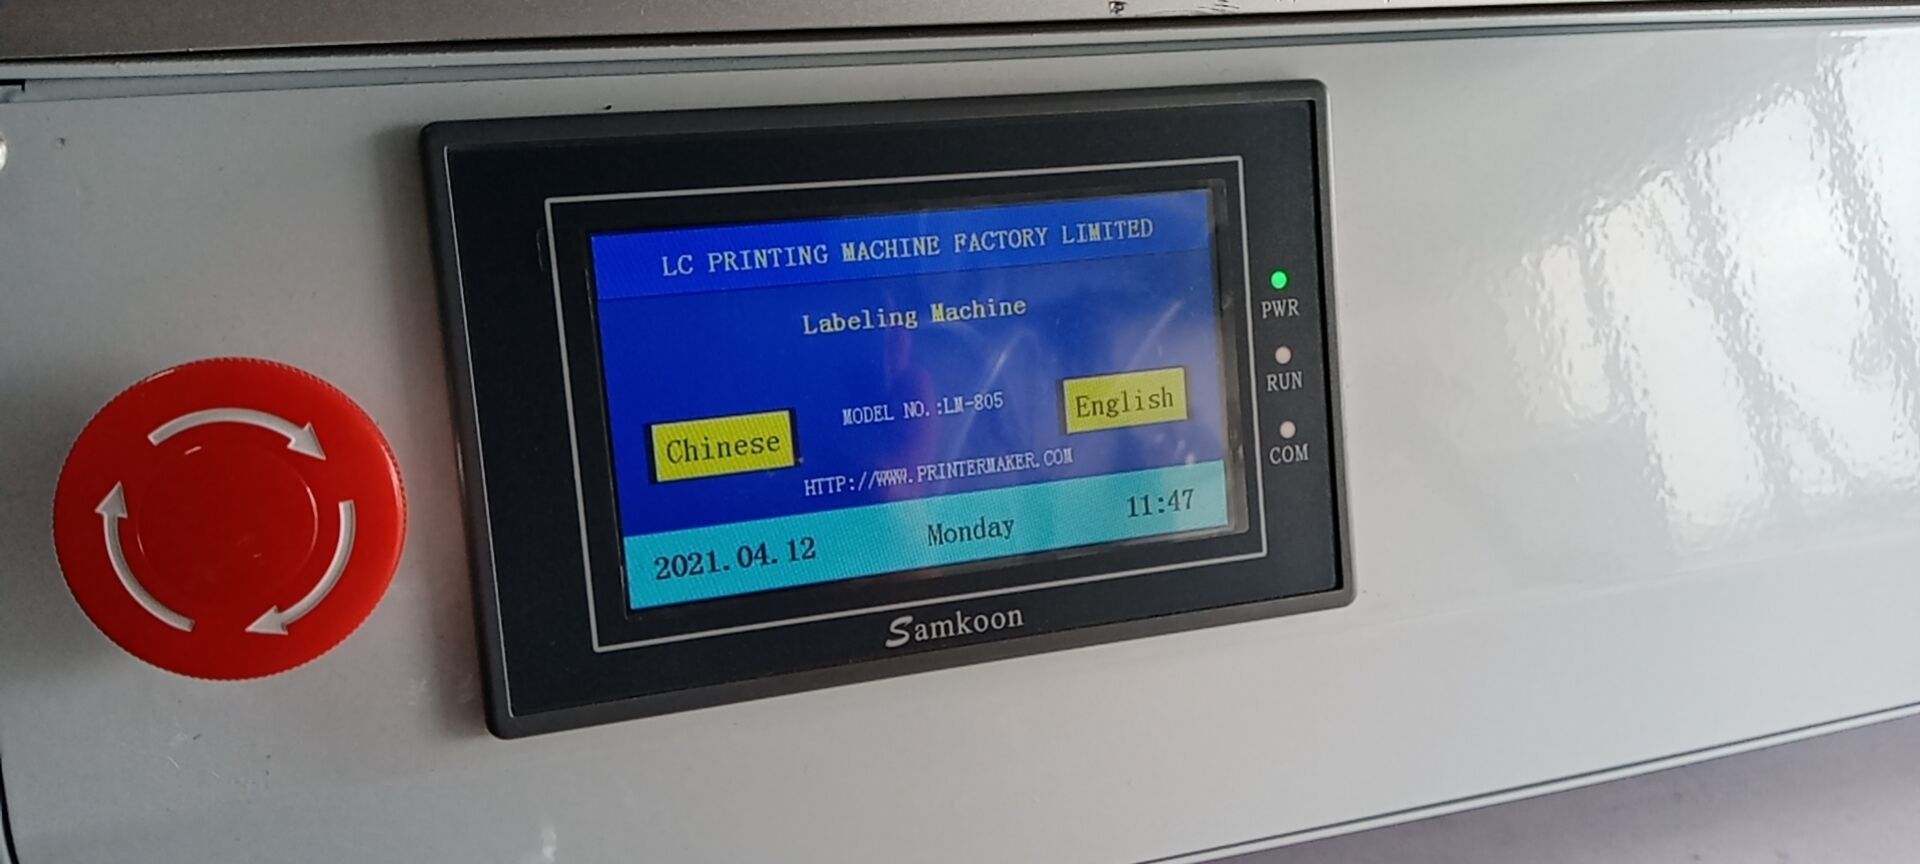 LC PRINTING MACHINE FACTORY LIMITED
Labeling Machine
MODEL NO.:LM-805
Chinese
English
HTTP://WWW.PRINTERMAKER.COM
2021.04.12 Monday 11:47
PWR
RUN
COM
Samkoon